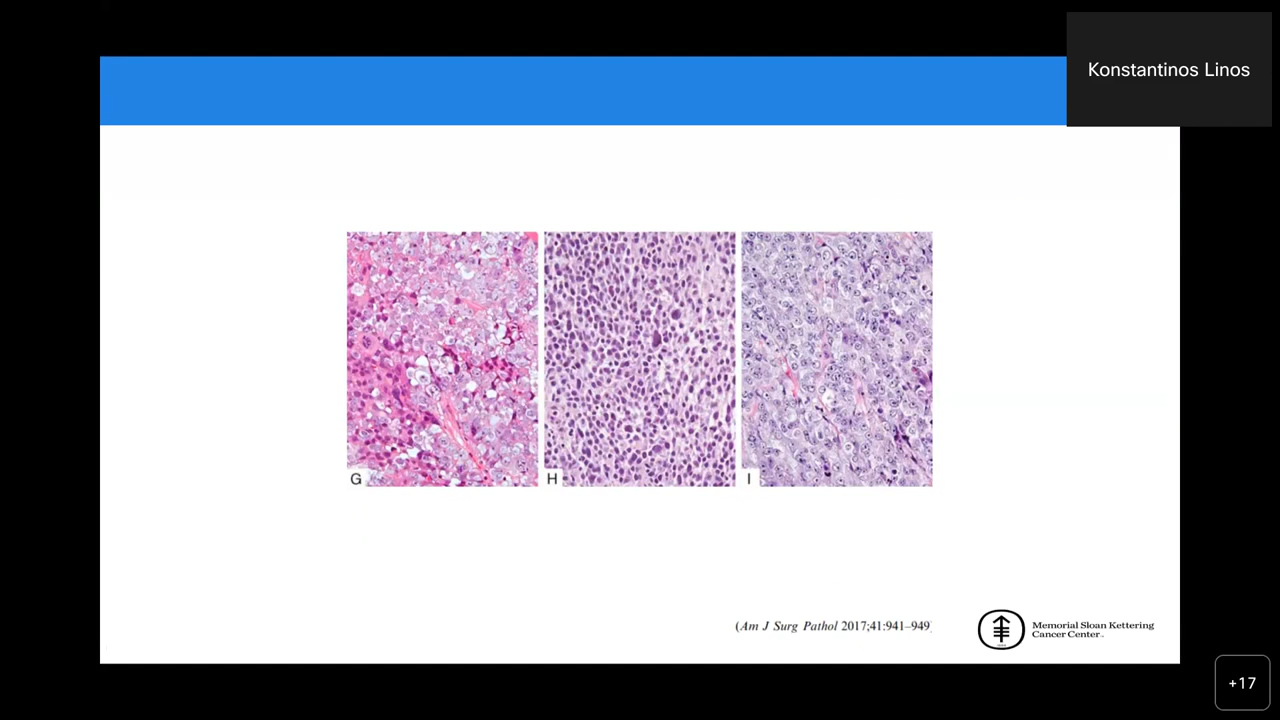 Konstantinos Linos
G
H
I
(Am J Surg Pathol 2017;41:941–949)
Memorial Sloan Kettering
Cancer Center
+17